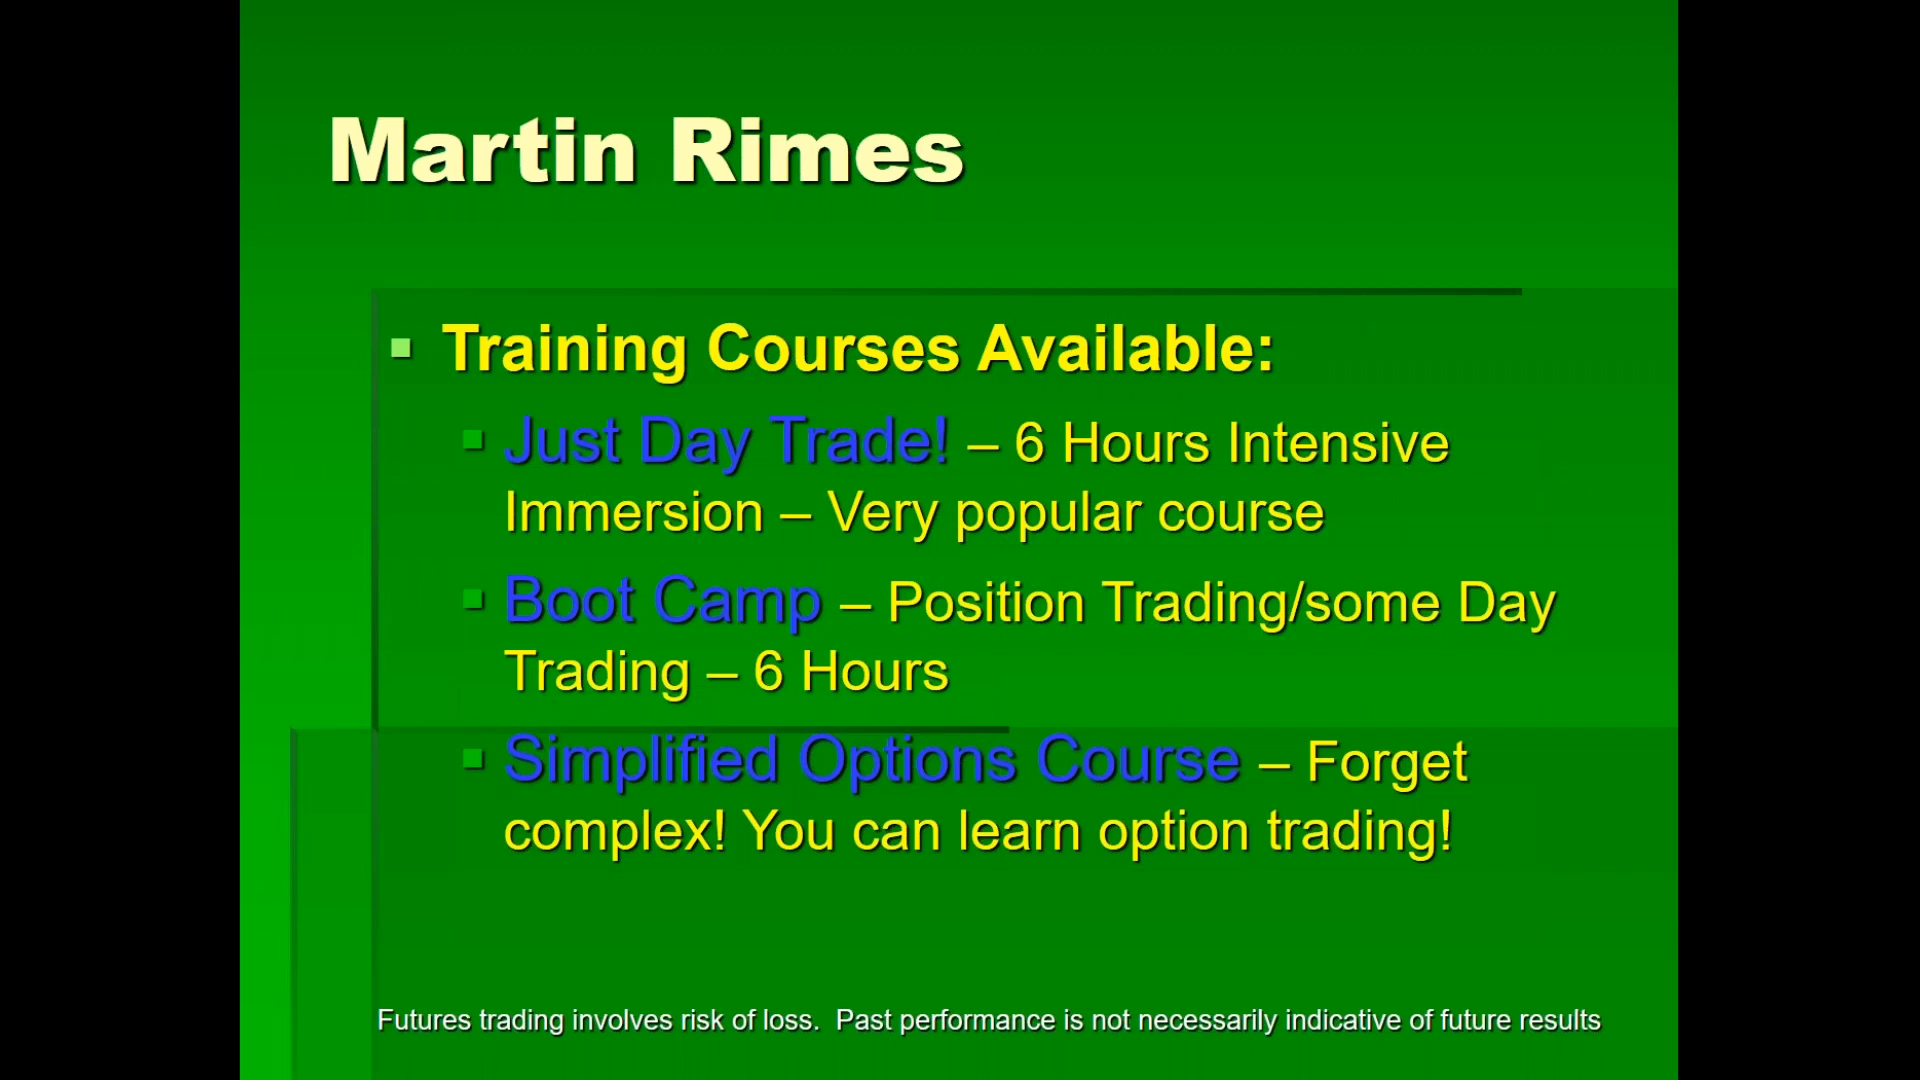 Martin Rimes
Training Courses Available:
Just Day Trade! – 6 Hours Intensive
Immersion – Very popular course
Boot Camp – Position Trading/some Day
Trading – 6 Hours
Simplified Options Course – Forget
complex! You can learn option trading!
Futures trading involves risk of loss.  Past performance is not necessarily indicative of future results